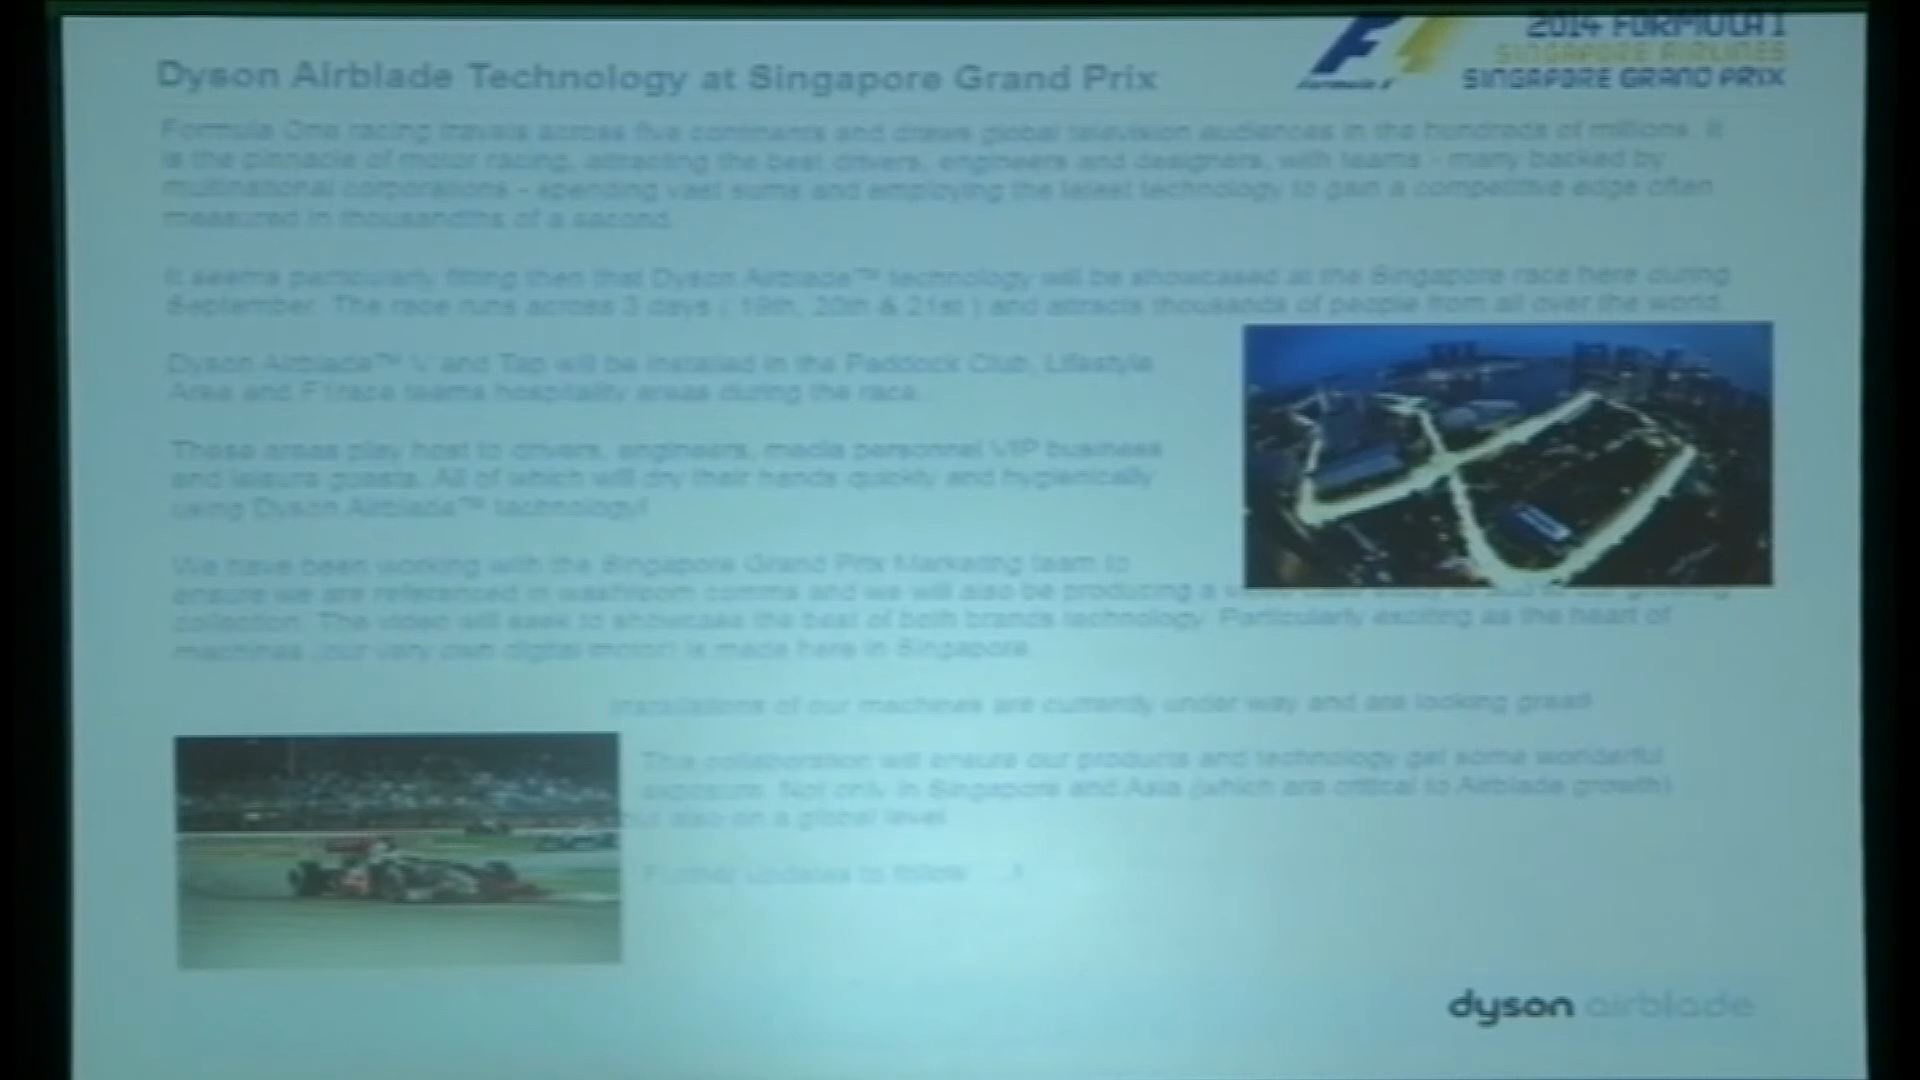 2014 FORMULA 1
SINGAPORE AIRLINES
SINGAPORE GRAND PRIX
Formula 1
Dyson Airblade Technology at Singapore Grand Prix
Formula One racing travels across five continents and draws global television audiences in the hundreds of millions. It
is the pinnacle of motor racing, attracting the best drivers, engineers and designers, with teams - many backed by
multinational corporations - spending vast sums and employing the latest technology to gain a competitive edge often
measured in thousandths of a second.
It seems particularly fitting then that Dyson Airblade™ technology will be showcased at the Singapore race here during
September. The race runs across 3 days ( 19th, 20th & 21st ) and attracts thousands of people from all over the world.
Dyson Airblade™ V and Tap will be installed in the Paddock Club, Lifestyle
Area and F1race teams hospitality areas during the race.
These areas play host to drivers, engineers, media personnel VIP business
and leisure guests. All of which will dry their hands quickly and hygienically
using Dyson Airblade™ technology!
We have been working with the Singapore Grand Prix Marketing team to
ensure we are referenced in washroom comms and we will also be producing a
collection. The video will seek to showcase the best of both brands technology. Particularly exciting as the heart of
machines (our very own digital motor) is made here in Singapore.
Installations of our machines are currently under way and are looking great!
This collaboration will ensure our products and technology get some wonderful
exposure. Not only in Singapore and Asia (which are critical to Airblade growth)
but also on a global level.
Further updates to follow ....!
dyson airblade